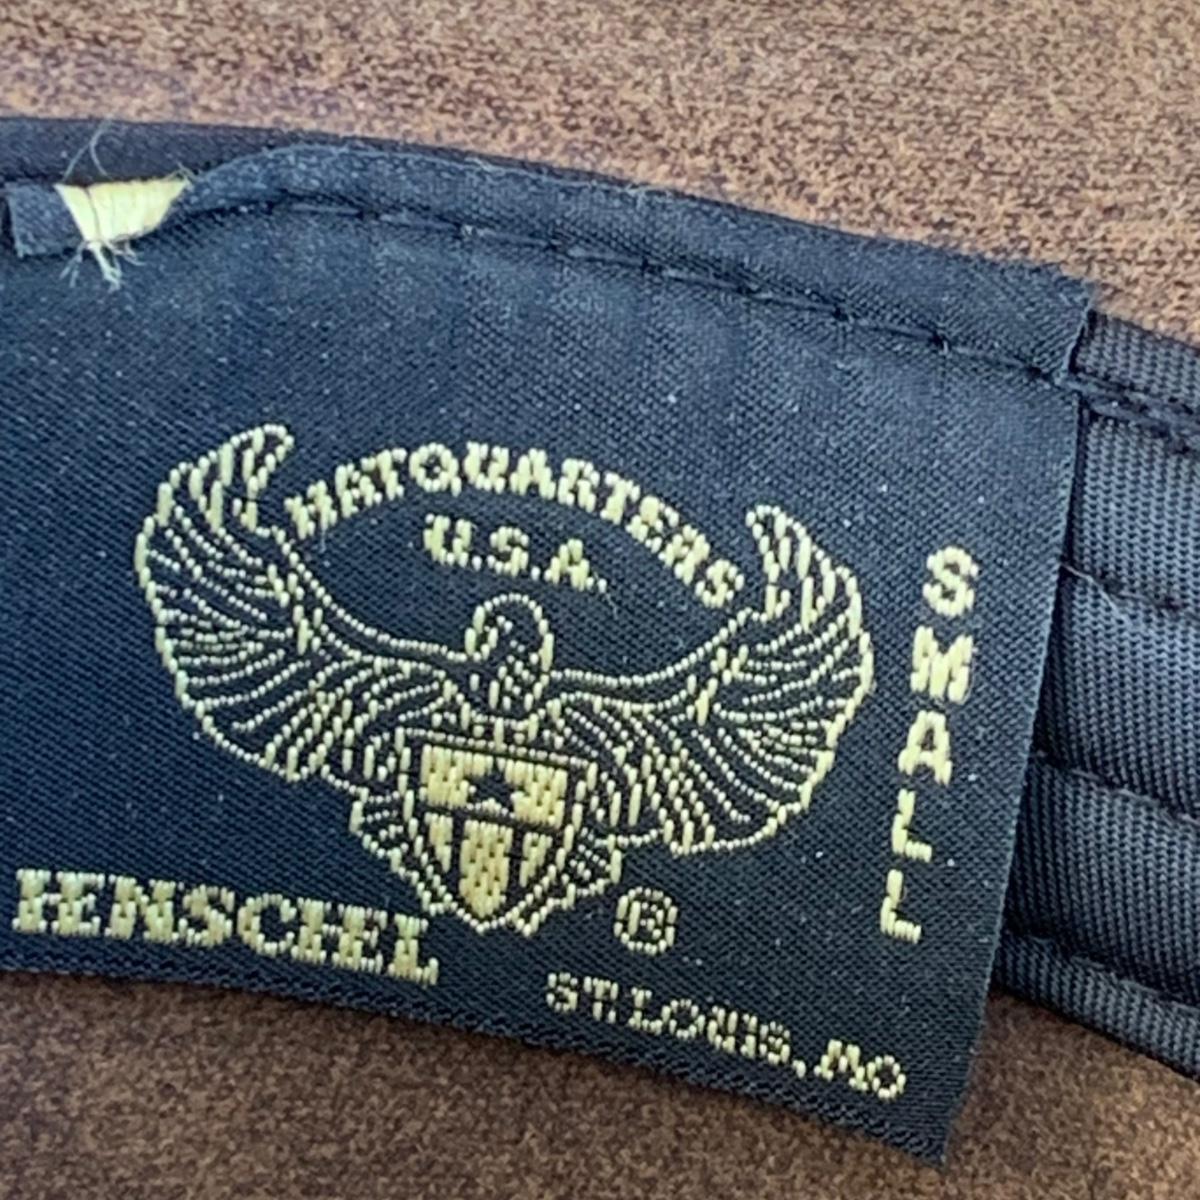 HATQUARTERS
U.S.A.
SMALL
HENSCHEL
®
ST. LOUIS, MO